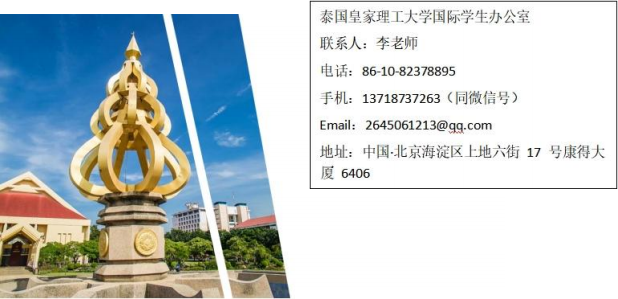 泰国皇家理工大学国际学生办公室
联系人：李老师
电话：86-10-82378895
手机：13718737263（同微信号）
Email：2645061213@qq.com
地址：中国·北京海淀区上地六街 17 号康得大
厦 6406